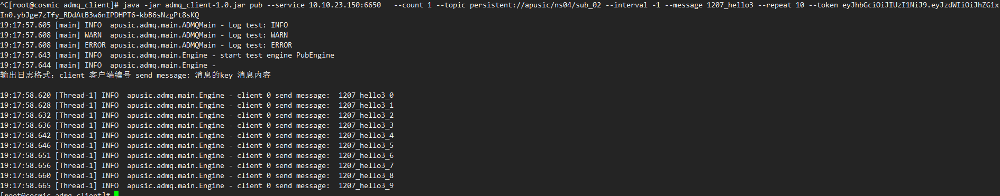 ^C[root@cosmic admq_client]# java -jar admq_client-1.0.jar pub --service 10.10.23.150:6650   --count 1 --topic persistent://apusic/ns04/sub_02 --interval -1 --message 1207_hello3 --repeat 10 --token eyJhbGciOiJIUzI1NiJ9.eyJzdWIiOiJhZG1x
In0.ybJge7zTfy_RDdAtB3w6nIPDHPT6-kbB6sNzgPt8sKQ
19:17:57.605 [main] INFO  apusic.admq.main.ADMQMain - Log test: INFO
19:17:57.608 [main] WARN  apusic.admq.main.ADMQMain - Log test: WARN
19:17:57.608 [main] ERROR apusic.admq.main.ADMQMain - Log test: ERROR
19:17:57.643 [main] INFO  apusic.admq.main.Engine - start test engine PubEngine
19:17:57.644 [main] INFO  apusic.admq.main.Engine -
输出日志格式：client 客户端编号 send message: 消息的key 消息内容
19:17:58.620 [Thread-1] INFO  apusic.admq.main.Engine - client 0 send message:  1207_hello3_0
19:17:58.628 [Thread-1] INFO  apusic.admq.main.Engine - client 0 send message:  1207_hello3_1
19:17:58.632 [Thread-1] INFO  apusic.admq.main.Engine - client 0 send message:  1207_hello3_2
19:17:58.636 [Thread-1] INFO  apusic.admq.main.Engine - client 0 send message:  1207_hello3_3
19:17:58.642 [Thread-1] INFO  apusic.admq.main.Engine - client 0 send message:  1207_hello3_4
19:17:58.646 [Thread-1] INFO  apusic.admq.main.Engine - client 0 send message:  1207_hello3_5
19:17:58.651 [Thread-1] INFO  apusic.admq.main.Engine - client 0 send message:  1207_hello3_6
19:17:58.656 [Thread-1] INFO  apusic.admq.main.Engine - client 0 send message:  1207_hello3_7
19:17:58.660 [Thread-1] INFO  apusic.admq.main.Engine - client 0 send message:  1207_hello3_8
19:17:58.665 [Thread-1] INFO  apusic.admq.main.Engine - client 0 send message:  1207_hello3_9
[root@cosmic admq_client]#